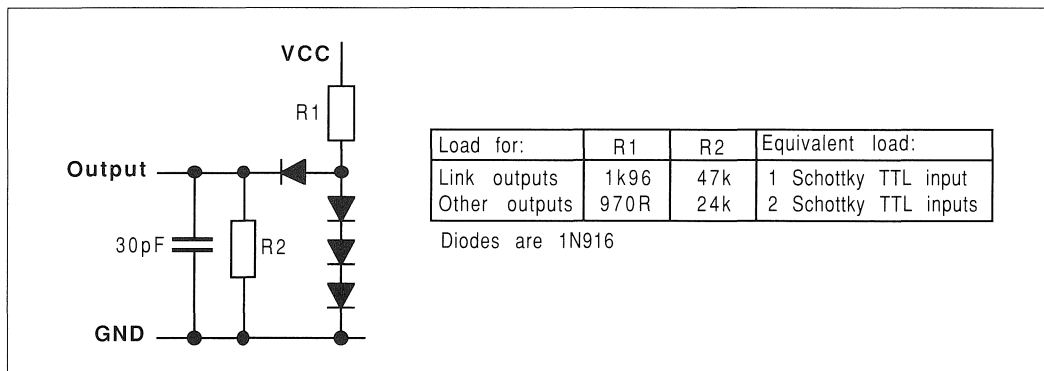 VCC
R1
Output
30pF
R2
GND
Load for: R1 R2 Equivalent load:
Link outputs 1k96 47k 1 Schottky TTL input
Other outputs 970R 24k 2 Schottky TTL inputs
Diodes are 1N916